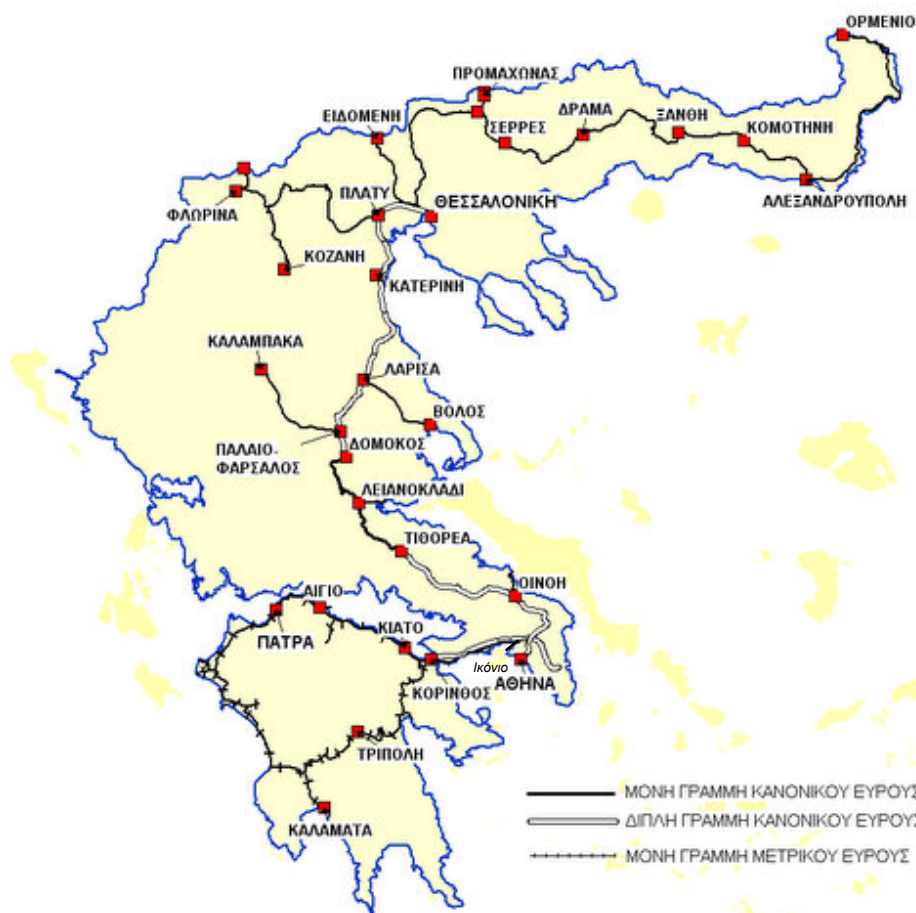 ΟΡΜΕΝΙΟ
ΠΡΟΜΑΧΩΝΑΣ
ΕΙΔΟΜΕΝΗ
ΣΕΡΡΕΣ
ΔΡΑΜΑ
ΞΑΝΘΗ
ΚΟΜΟΤΗΝΗ
ΑΛΕΞΑΝΔΡΟΥΠΟΛΗ
ΦΛΩΡΙΝΑ
ΠΛΑΤΥ
ΘΕΣΣΑΛΟΝΙΚΗ
ΚΟΖΑΝΗ
ΚΑΤΕΡΙΝΗ
ΚΑΛΑΜΠΑΚΑ
ΛΑΡΙΣΑ
ΒΟΛΟΣ
ΠΑΛΑΙΟ-
ΦΑΡΣΑΛΟΣ
ΔΟΜΟΚΟΣ
ΛΕΙΑΝΟΚΛΑΔΙ
ΤΙΘΟΡΕΑ
ΟΙΝΟΗ
ΑΙΓΙΟ
ΠΑΤΡΑ
ΚΙΑΤΟ
Ικόνιο
ΑΘΗΝΑ
ΚΟΡΙΝΘΟΣ
ΤΡΙΠΟΛΗ
ΚΑΛΑΜΑΤΑ
ΜΟΝΗ ΓΡΑΜΜΗ ΚΑΝΟΝΙΚΟΥ ΕΥΡΟΥΣ
ΔΙΠΛΗ ΓΡΑΜΜΗ ΚΑΝΟΝΙΚΟΥ ΕΥΡΟΥΣ
ΜΟΝΗ ΓΡΑΜΜΗ ΜΕΤΡΙΚΟΥ ΕΥΡΟΥΣ